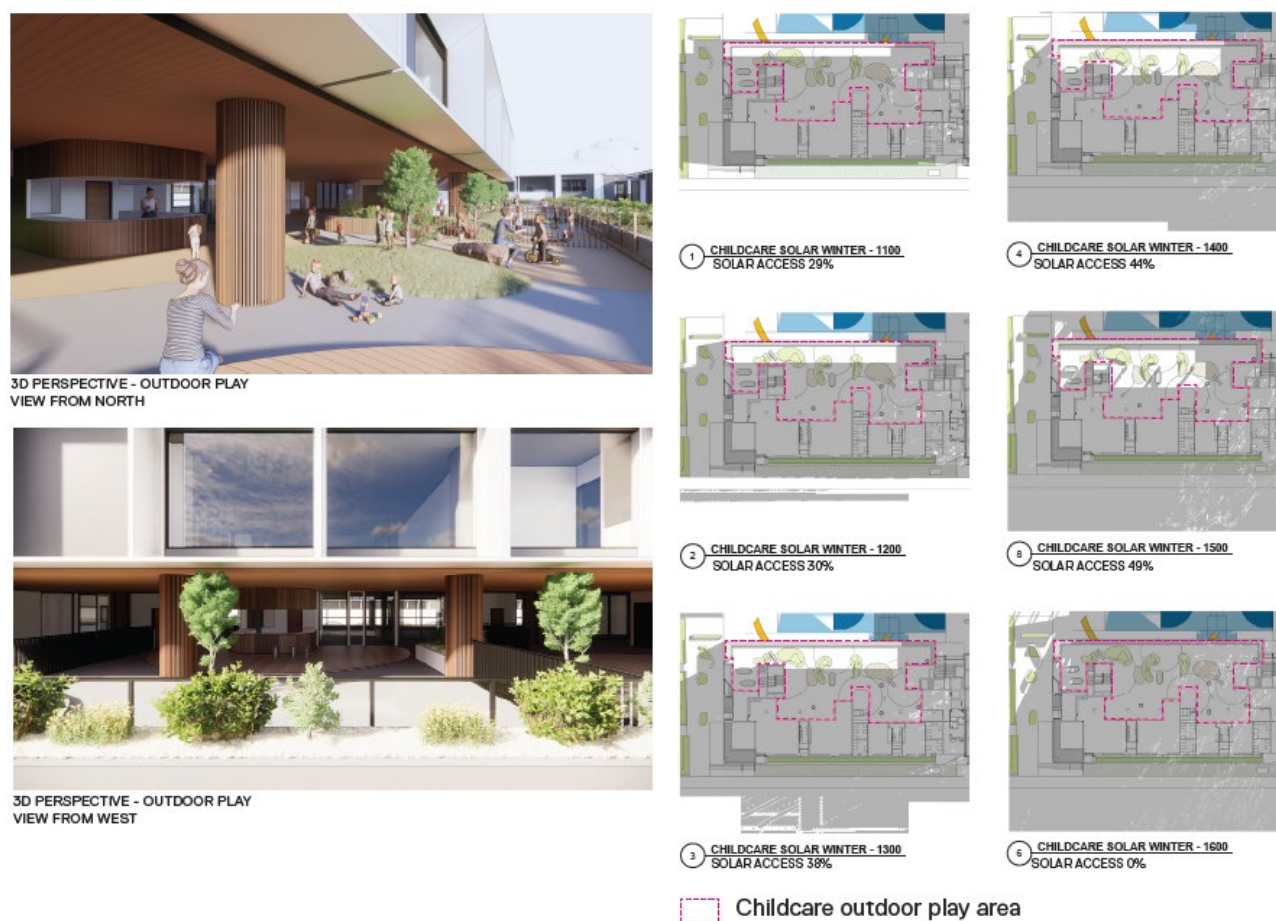 3D PERSPECTIVE - OUTDOOR PLAY
VIEW FROM NORTH
3D PERSPECTIVE - OUTDOOR PLAY
VIEW FROM WEST
1 CHILDCARE SOLAR WINTER - 1100
SOLAR ACCESS 29%
2 CHILDCARE SOLAR WINTER - 1200
SOLAR ACCESS 30%
3 CHILDCARE SOLAR WINTER - 1300
SOLAR ACCESS 38%
4 CHILDCARE SOLAR WINTER - 1400
SOLAR ACCESS 44%
8 CHILDCARE SOLAR WINTER - 1500
SOLAR ACCESS 49%
6 CHILDCARE SOLAR WINTER - 1600
SOLAR ACCESS 0%
Childcare outdoor play area